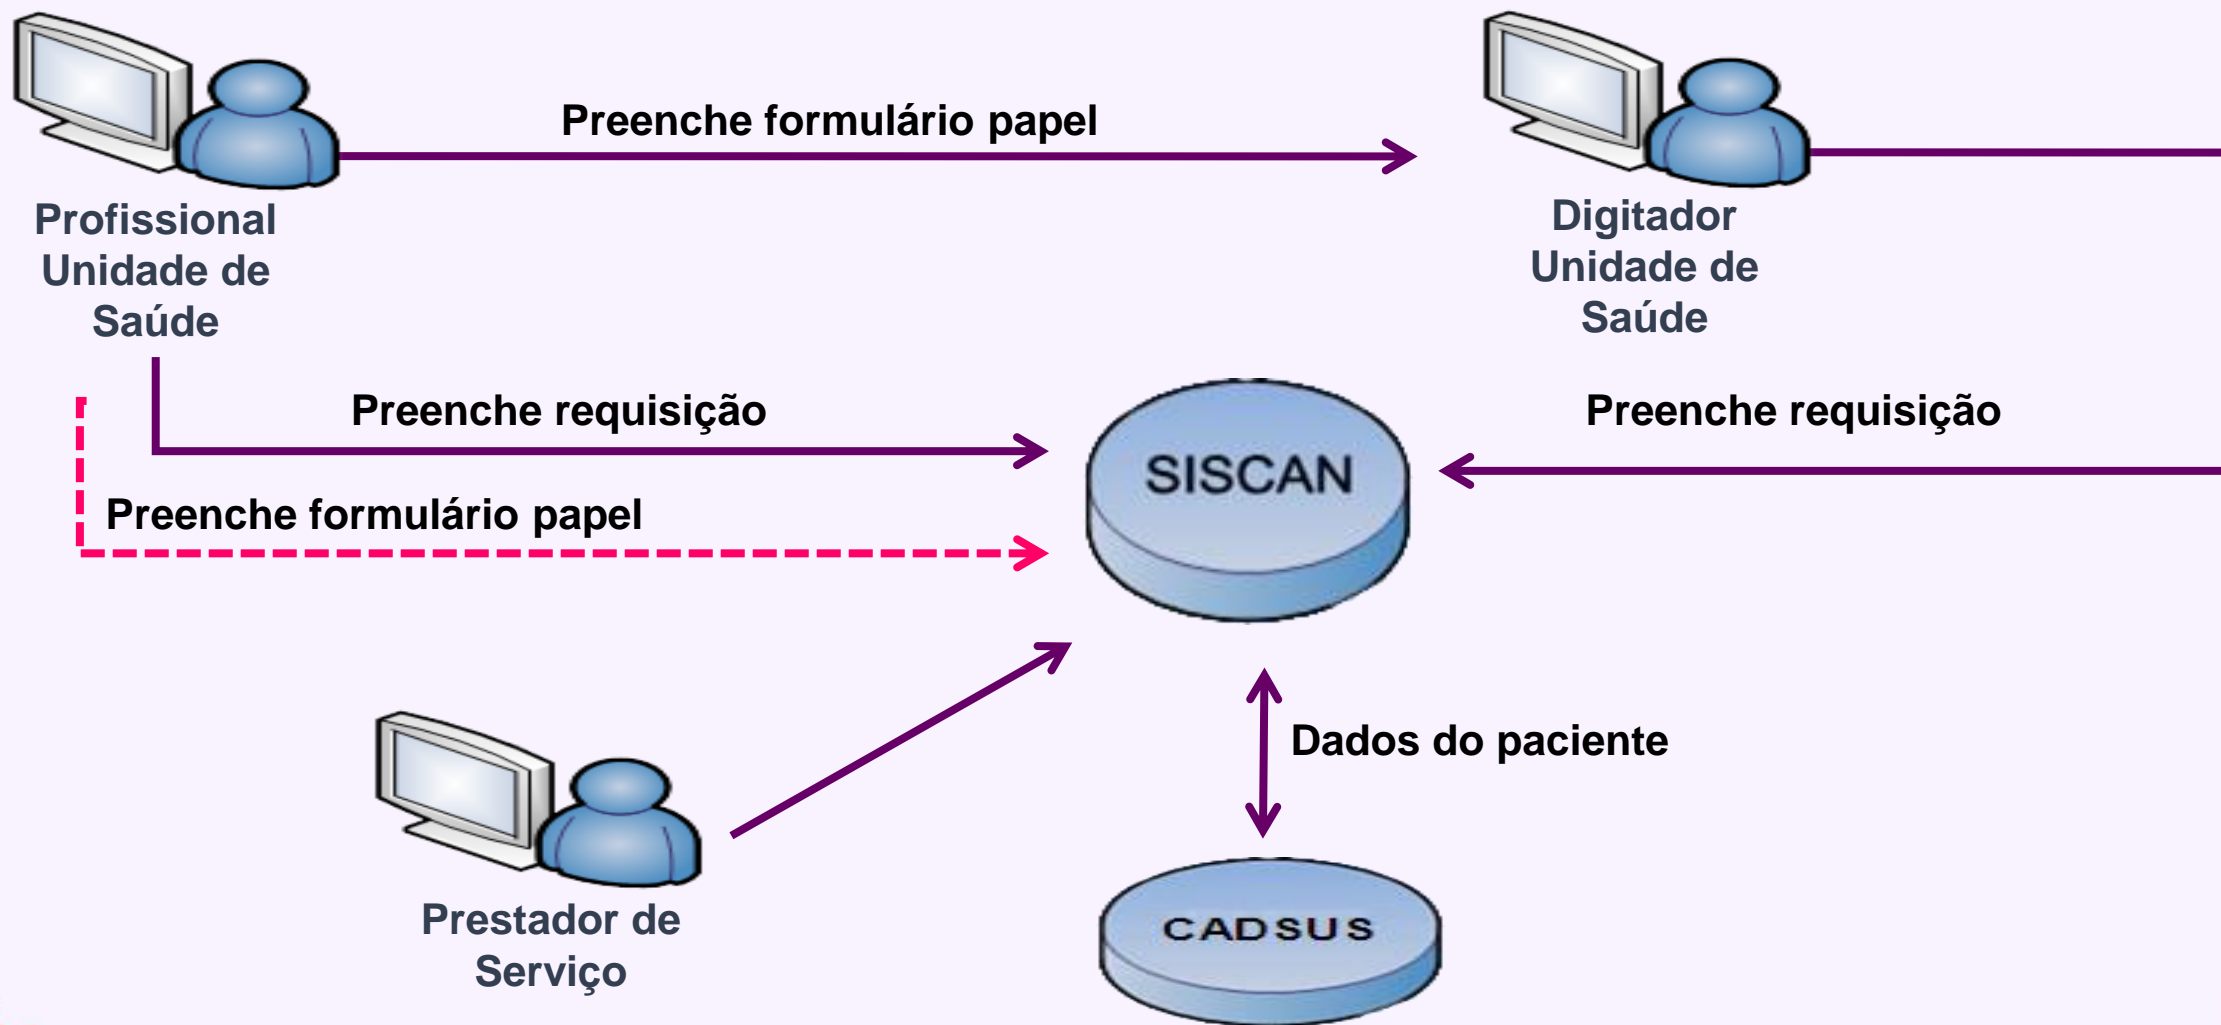 Preenche formulário papel
Profissional
Unidade de
Saúde
Digitador
Unidade de
Saúde
Preenche requisição
SISCAN
Preenche requisição
Preenche formulário papel
Dados do paciente
Prestador de
Serviço
CADSUS